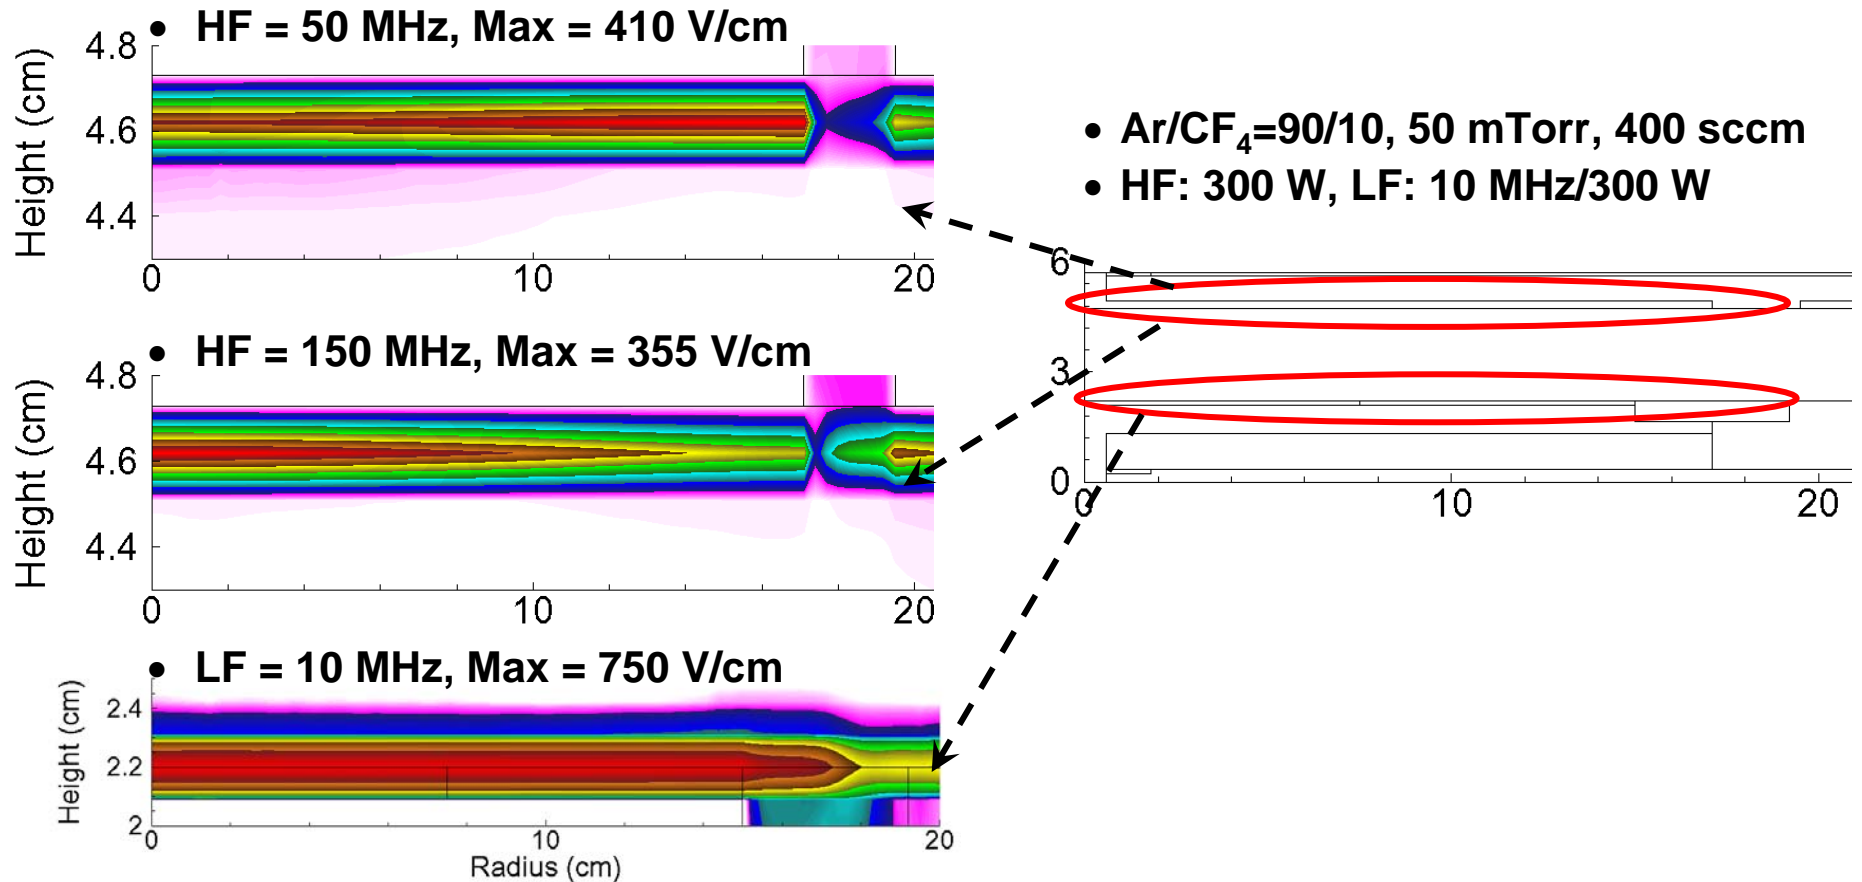 • HF = 50 MHz, Max = 410 V/cm
Height (cm)
4.8
4.6
4.4
0 10 20
• HF = 150 MHz, Max = 355 V/cm
Height (cm)
4.8
4.6
4.4
0 10 20
• LF = 10 MHz, Max = 750 V/cm
Height (cm)
2.4
2.2
2
0 10 20
Radius (cm)
• Ar/CF₄=90/10, 50 mTorr, 400 sccm
• HF: 300 W, LF: 10 MHz/300 W
6
3
0
0 10 20